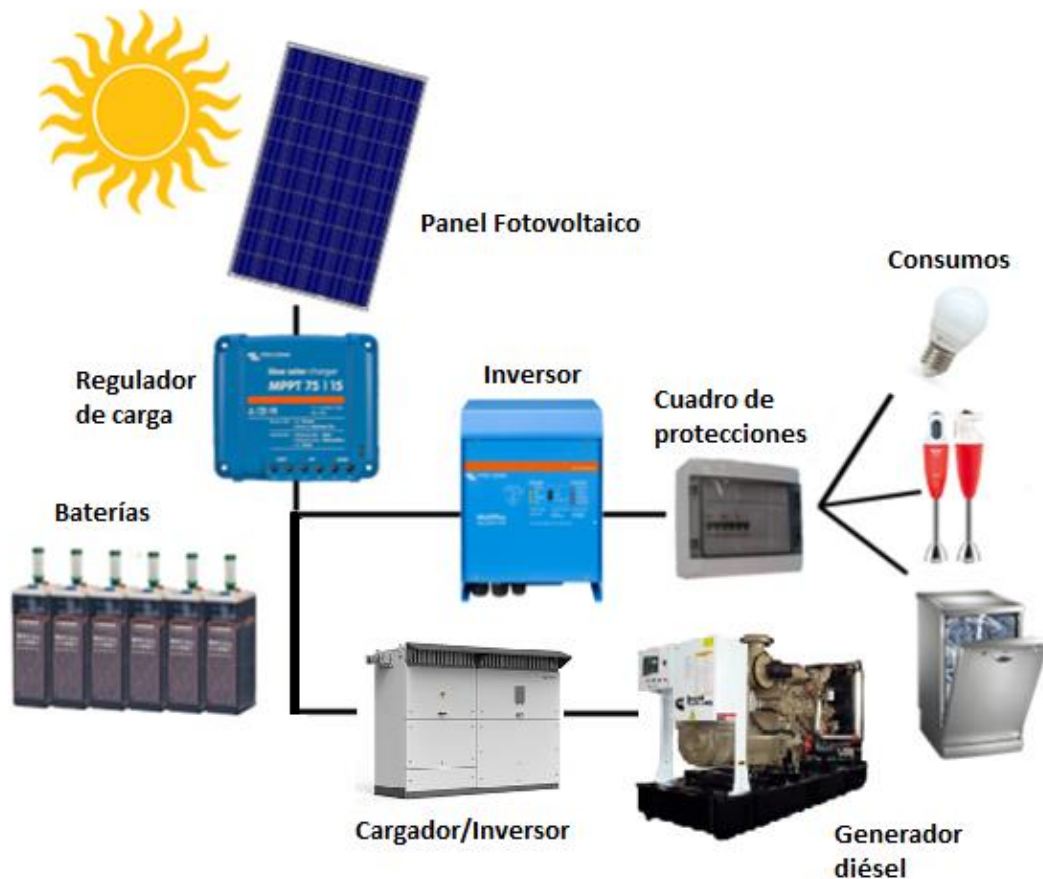 Panel Fotovoltaico
Consumos
Regulador
de carga
MPPT 75 | 15
Inversor
Cuadro de
protecciones
Baterías
Cargador/Inversor
Generador
diésel